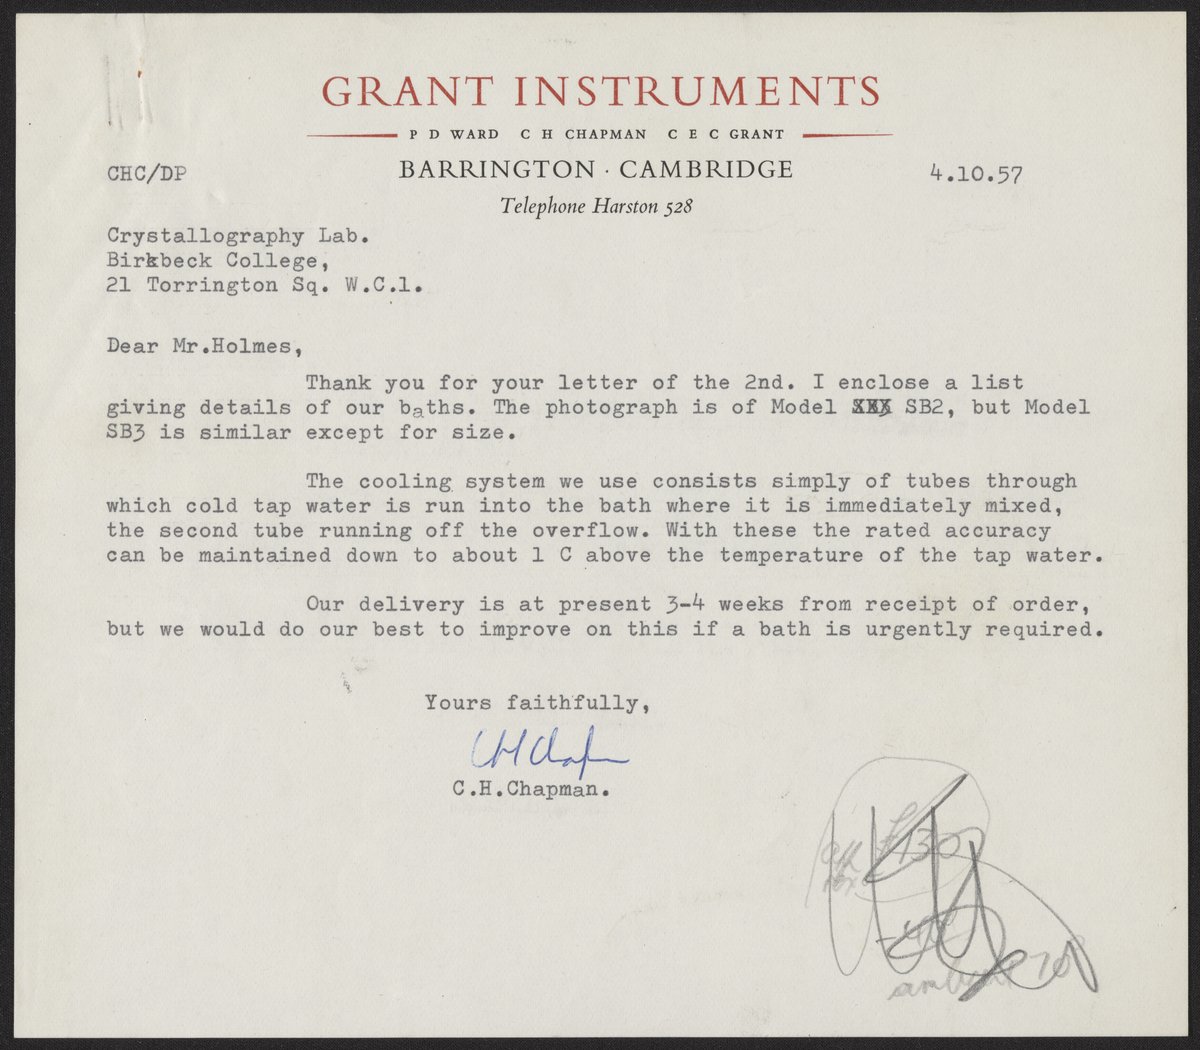 GRANT INSTRUMENTS
P D WARD C H CHAPMAN C E C GRANT
BARRINGTON · CAMBRIDGE
Telephone Harston 528
CHC/DP
4.10.57
Crystallography Lab.
Birkbeck College,
21 Torrington Sq. W.C.1.
Dear Mr.Holmes,
Thank you for your letter of the 2nd. I enclose a list
giving details of our baths. The photograph is of Model SB2, but Model
SB3 is similar except for size.
The cooling system we use consists simply of tubes through
which cold tap water is run into the bath where it is immediately mixed,
the second tube running off the overflow. With these the rated accuracy
can be maintained down to about 1 C above the temperature of the tap water.
Our delivery is at present 3-4 weeks from receipt of order,
but we would do our best to improve on this if a bath is urgently required.
Yours faithfully,
CHChapman
C.H.Chapman.
£130